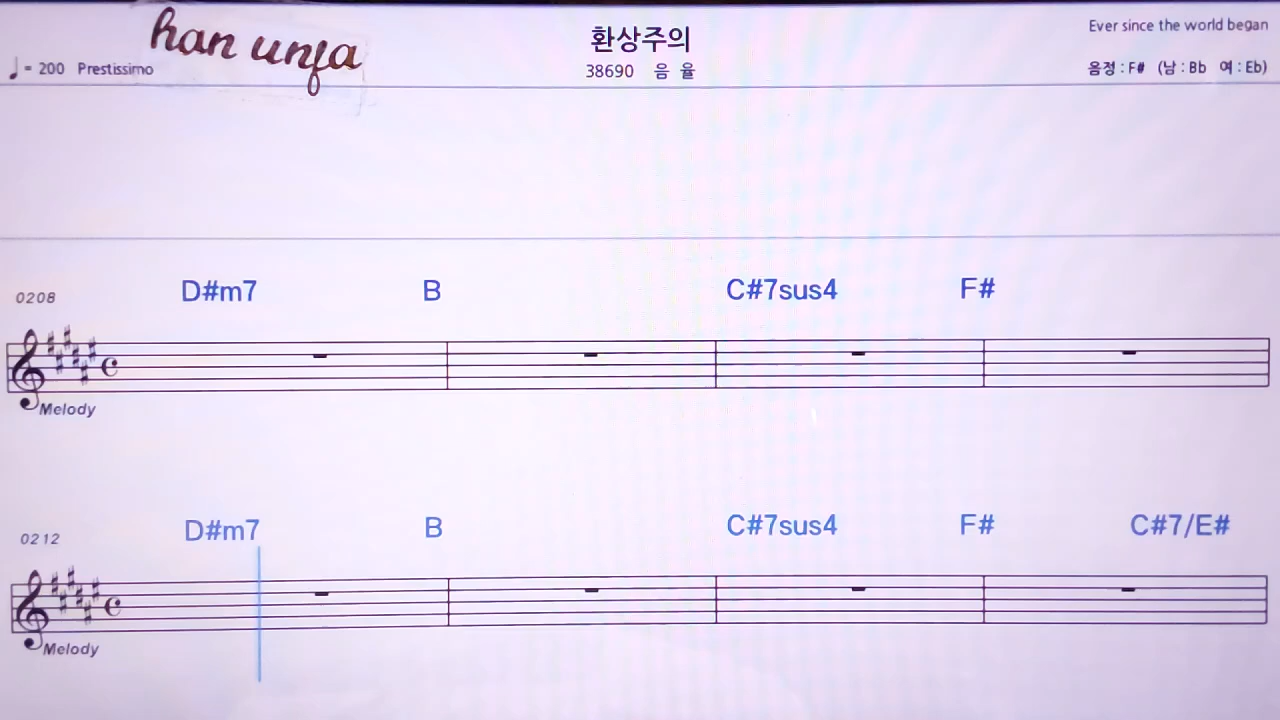 han unfa
환상주의
Ever since the world began
♩= 200 Prestissimo
38690 음 율
음정 : F# (남 : Bb 여 : Eb)
0208 D#m7 B C#7sus4 F#
Melody
0212 D#m7 B C#7sus4 F# C#7/E#
Melody